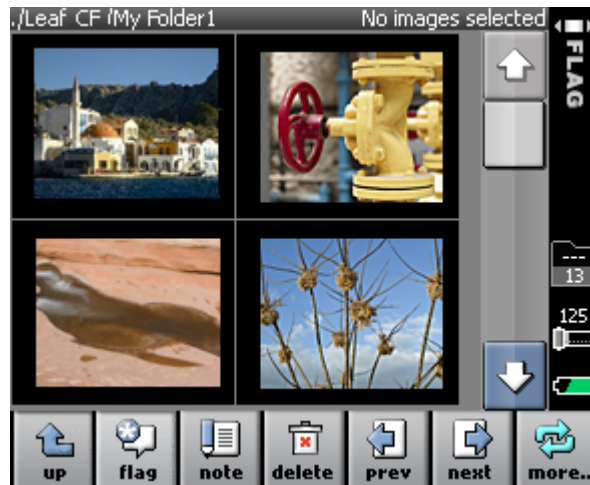 ./Leaf CF /My Folder1
No images selected
FLAG
---
13
125
up
flag
note
delete
prev
next
more..